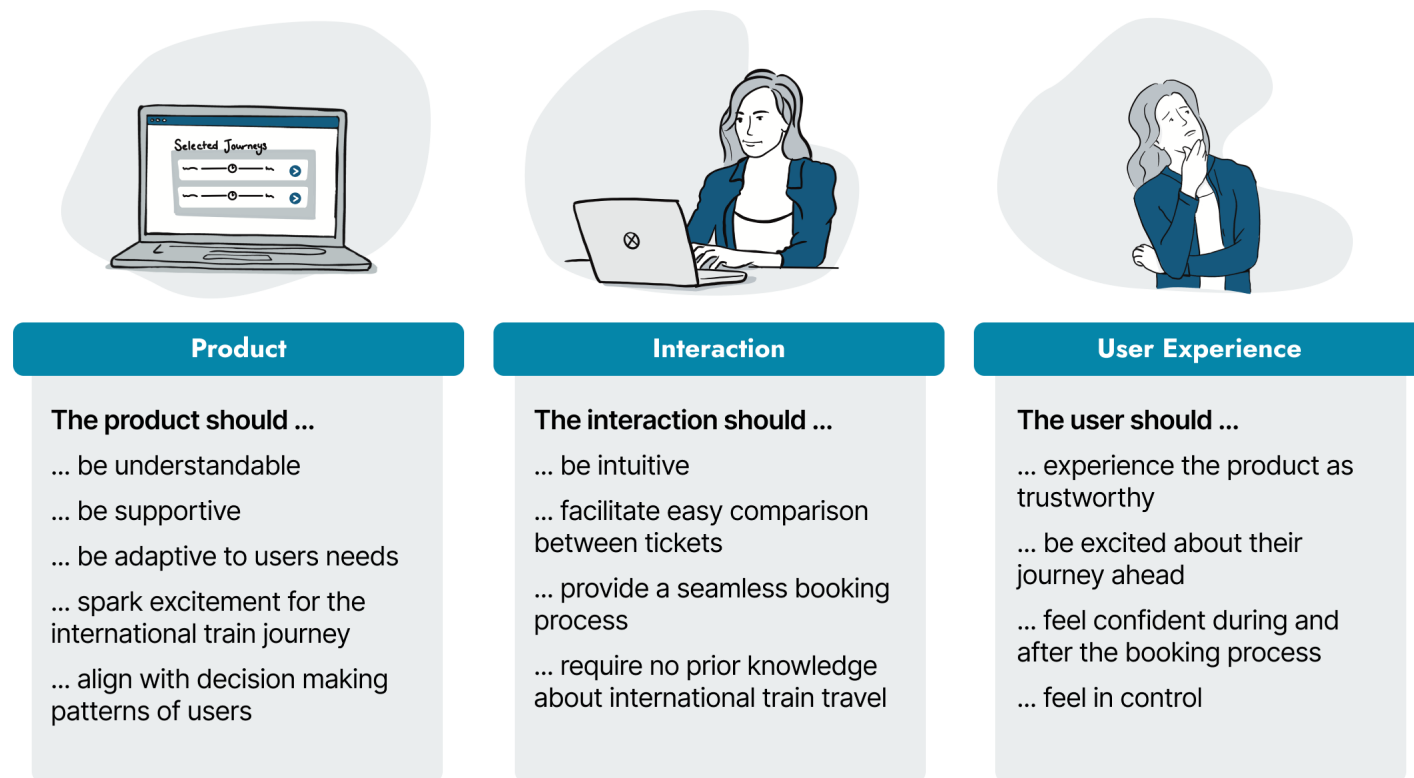 Selected Journeys
Product
The product should ...
... be understandable
... be supportive
... be adaptive to users needs
... spark excitement for the
international train journey
... align with decision making
patterns of users
Interaction
The interaction should ...
... be intuitive
... facilitate easy comparison
between tickets
... provide a seamless booking
process
... require no prior knowledge
about international train travel
User Experience
The user should ...
... experience the product as
trustworthy
... be excited about their
journey ahead
... feel confident during and
after the booking process
... feel in control